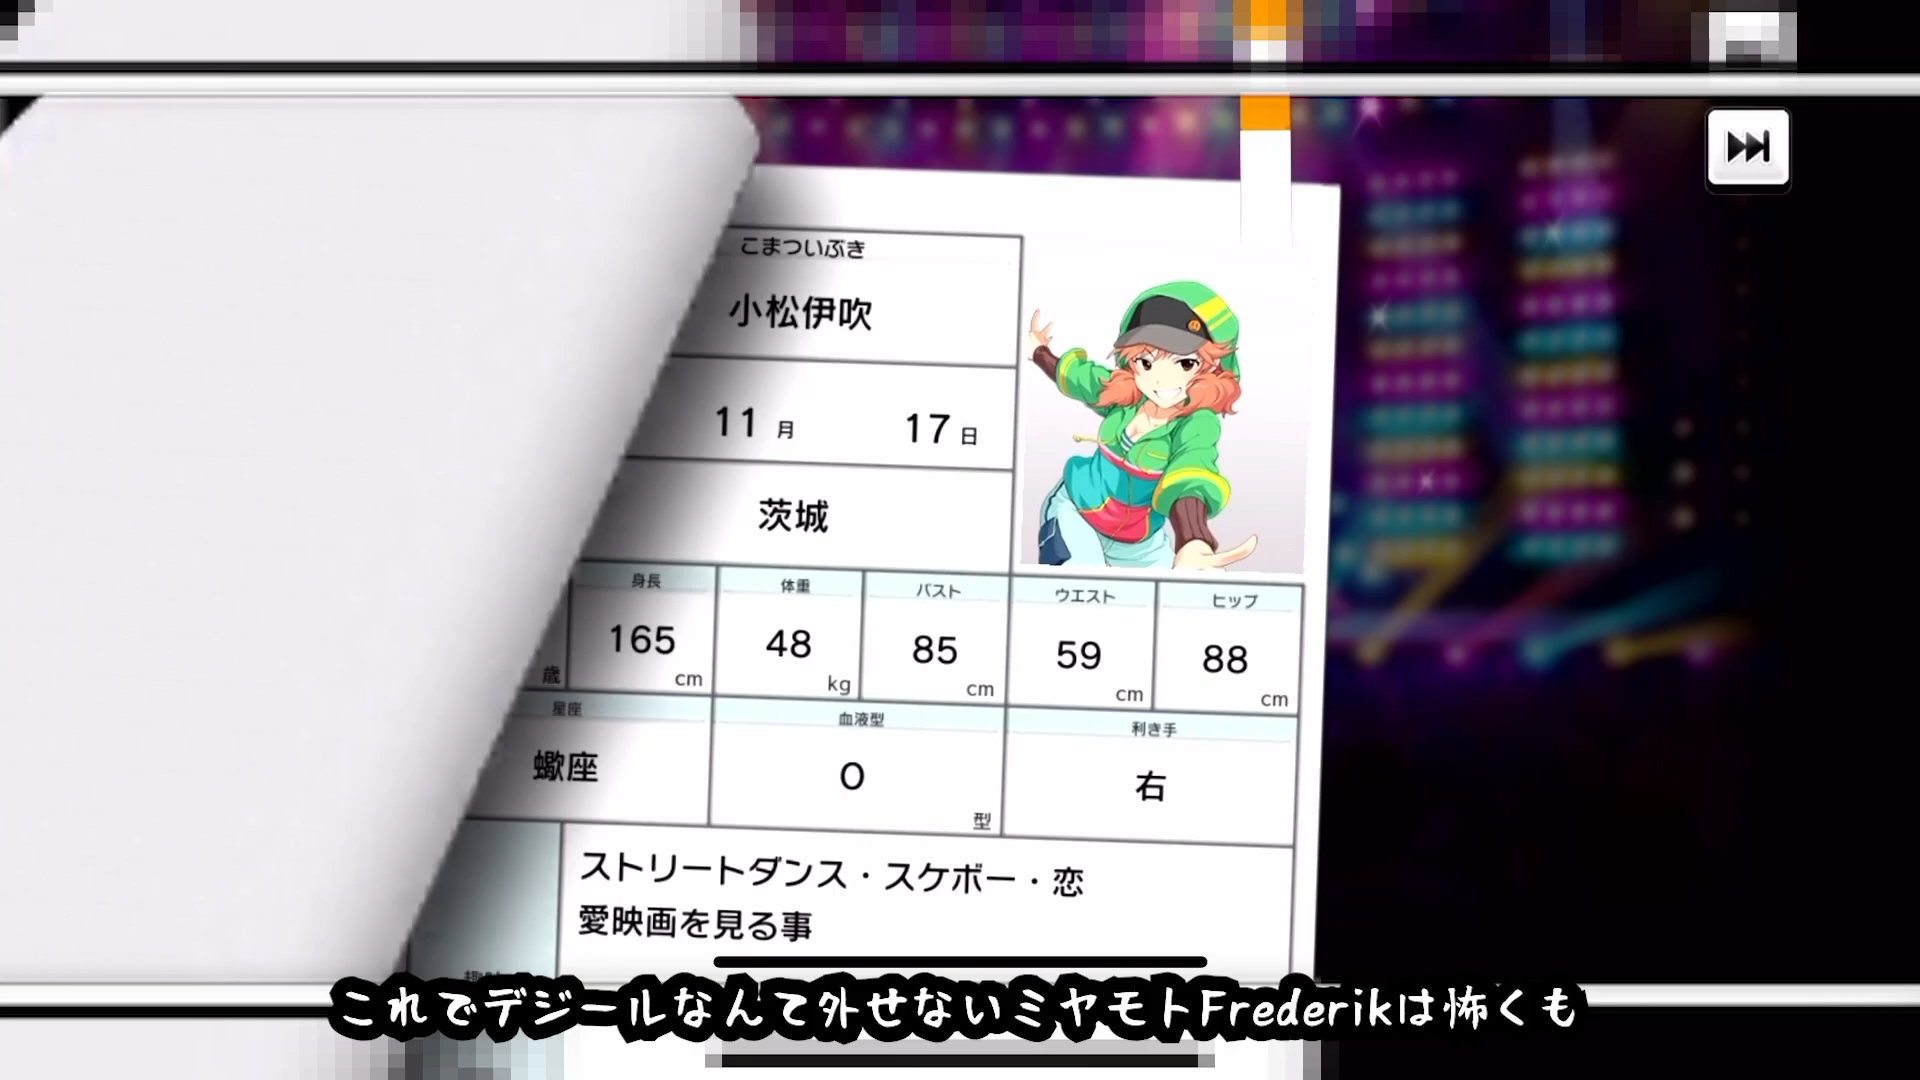 こまついぶき
小松伊吹
11月 17日
茨城
身長 体重 バスト ウエスト ヒップ
歳 165 cm 48 kg 85 cm 59 cm 88 cm
星座 血液型 利き手
蠍座 O型 右
ストリートダンス・スケボー・恋
愛映画を見る事
これでデジールなんて外せないミヤモトFrederikは怖くも